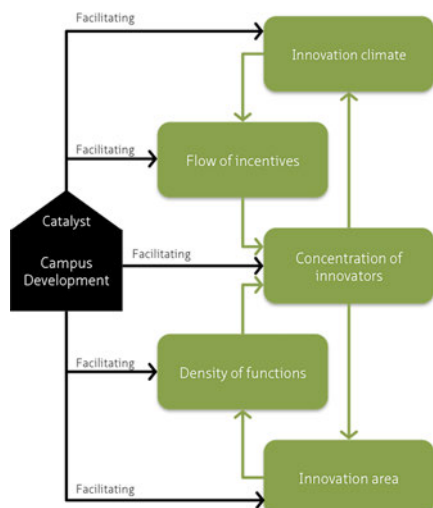 Facilitating
Innovation climate
Facilitating
Flow of incentives
Catalyst
Campus
Development
Facilitating
Concentration of
innovators
Facilitating
Density of functions
Innovation area
Facilitating